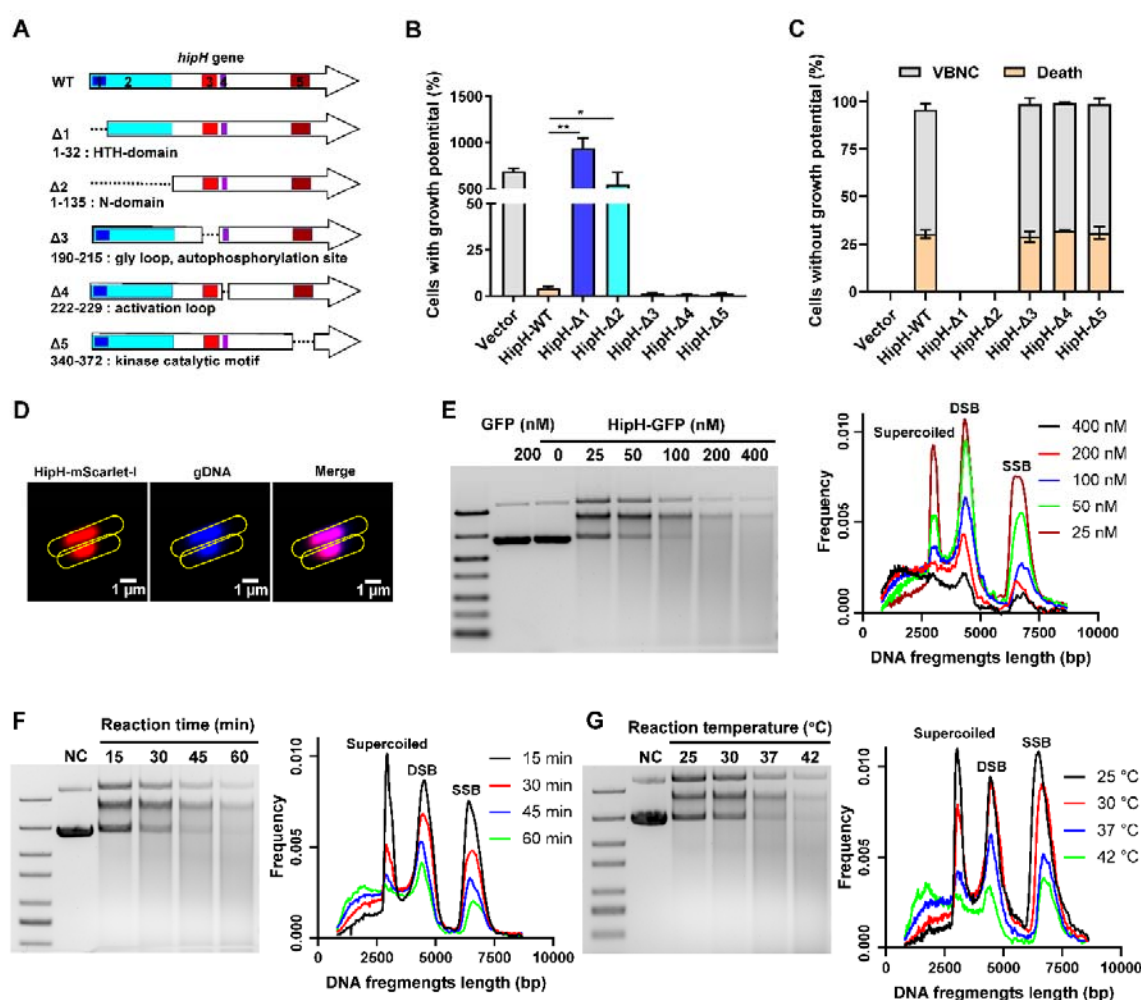 A
hipH gene
WT
1 2 3 4 5
Δ1
1-32 : HTH-domain
Δ2
1-135 : N-domain
Δ3
190-215 : gly loop, autophosphorylation site
Δ4
222-229 : activation loop
Δ5
340-372 : kinase catalytic motif
B
Cells with growth potentital (%)
1500
1000
500
50
40
30
20
10
0
*
**
Vector
HipH-WT
HipH-Δ1
HipH-Δ2
HipH-Δ3
HipH-Δ4
HipH-Δ5
C
VBNC Death
Cells without growth potential (%)
100
75
50
25
0
Vector
HipH-WT
HipH-Δ1
HipH-Δ2
HipH-Δ3
HipH-Δ4
HipH-Δ5
D
HipH-mScarlet-I gDNA Merge
1 μm 1 μm 1 μm
E
GFP (nM) HipH-GFP (nM)
200 0 25 50 100 200 400
Frequency
0.010
0.005
0.000
Supercoiled
DSB
SSB
400 nM
200 nM
100 nM
50 nM
25 nM
0 2500 5000 7500 10000
DNA fregmengts length (bp)
F
Reaction time (min)
NC 15 30 45 60
Frequency
0.010
0.005
0.000
Supercoiled
DSB
SSB
15 min
30 min
45 min
60 min
0 2500 5000 7500 10000
DNA fregmengts length (bp)
G
Reaction temperature (°C)
NC 25 30 37 42
Frequency
0.010
0.005
0.000
Supercoiled
DSB
SSB
25 °C
30 °C
37 °C
42 °C
0 2500 5000 7500 10000
DNA fregmengts length (bp)